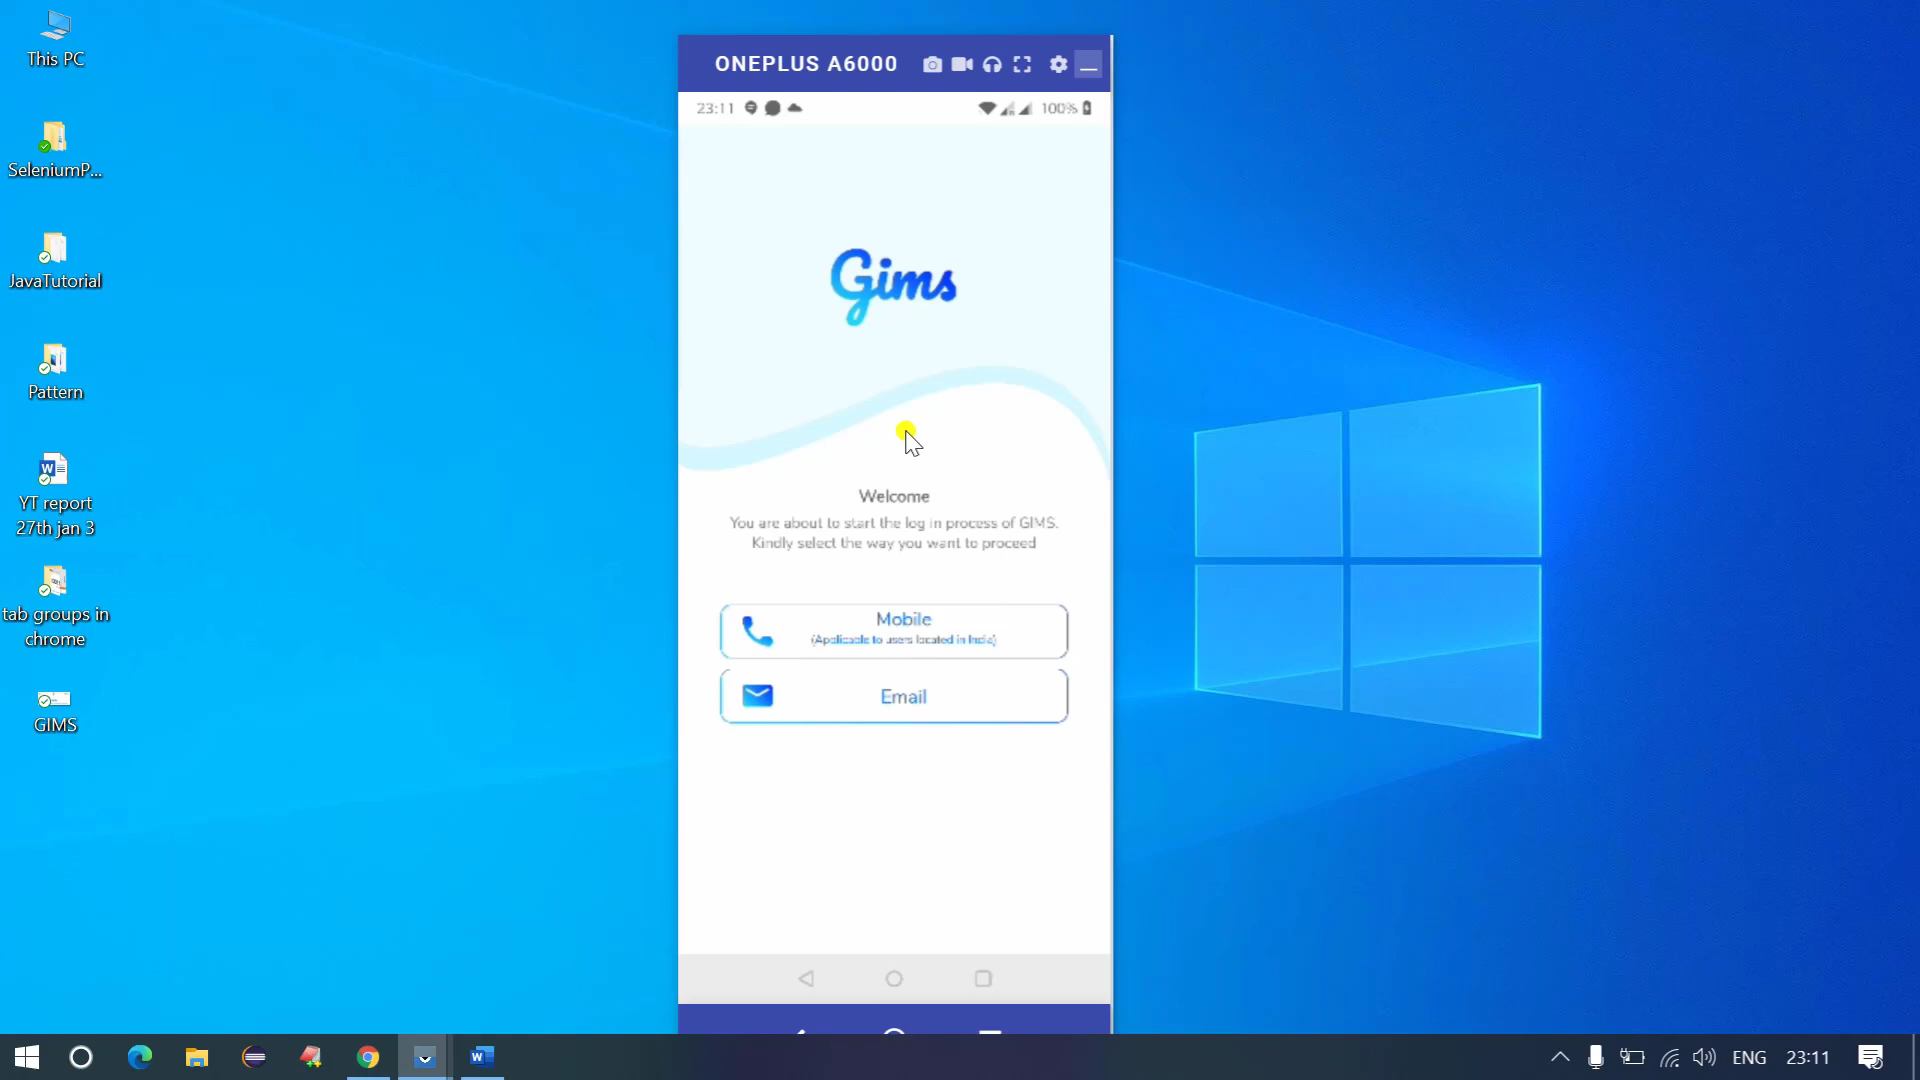 This PC
SeleniumP...
JavaTutorial
Pattern
YT report
27th jan 3
tab groups in
chrome
GIMS
ONEPLUS A6000
23:11
100%
Gims
Welcome
You are about to start the log in process of GIMS.
Kindly select the way you want to proceed
Mobile
(Applicable to users located in India)
Email
ENG
23:11